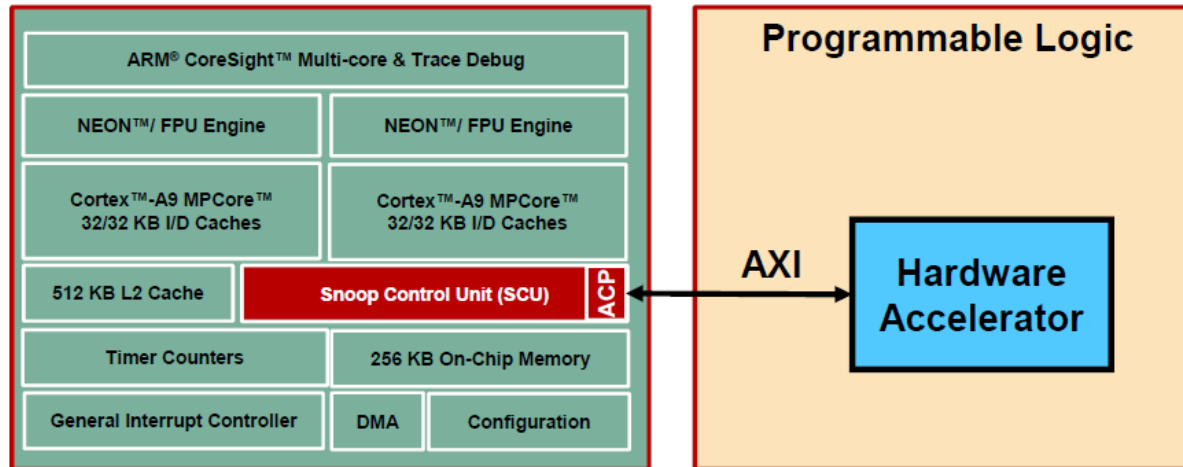 ARM® CoreSight™ Multi-core & Trace Debug
NEON™/ FPU Engine
NEON™/ FPU Engine
Cortex™-A9 MPCore™
32/32 KB I/D Caches
Cortex™-A9 MPCore™
32/32 KB I/D Caches
512 KB L2 Cache
Snoop Control Unit (SCU)
ACP
Timer Counters
256 KB On-Chip Memory
General Interrupt Controller
DMA
Configuration
Programmable Logic
AXI
Hardware
Accelerator